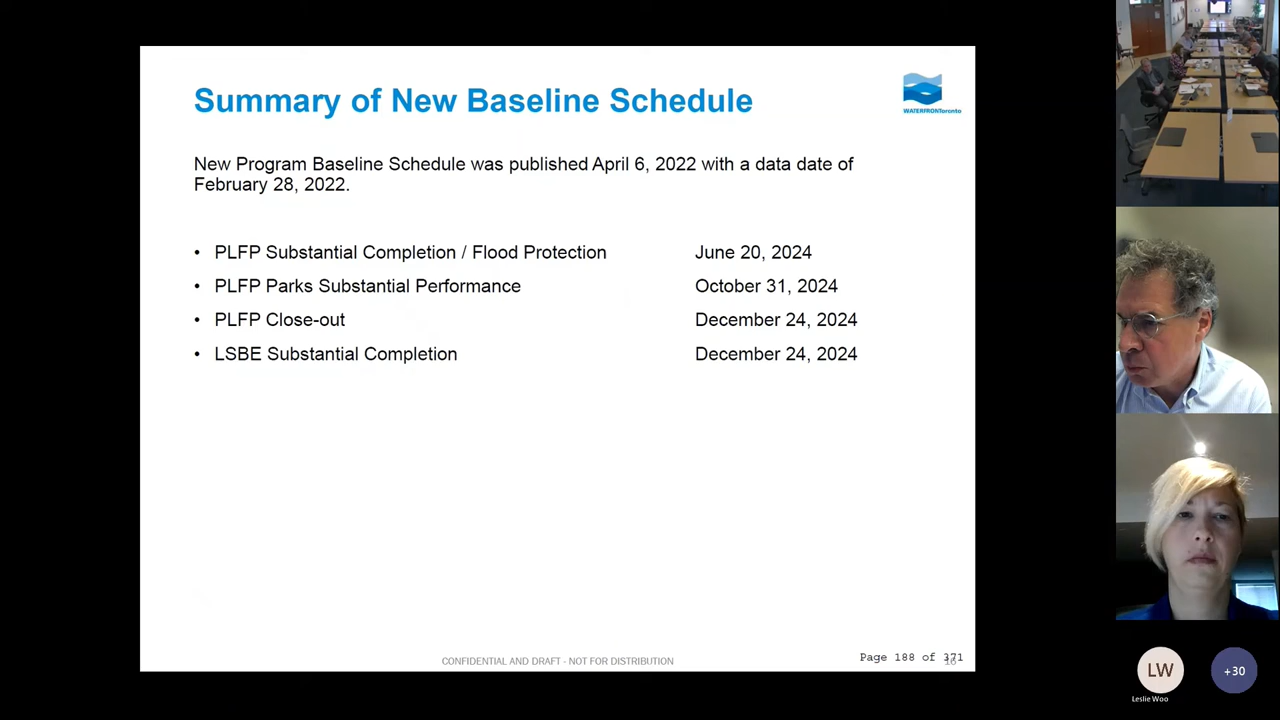 Summary of New Baseline Schedule
WATERFRONToronto
New Program Baseline Schedule was published April 6, 2022 with a data date of
February 28, 2022.
• PLFP Substantial Completion / Flood Protection June 20, 2024
• PLFP Parks Substantial Performance October 31, 2024
• PLFP Close-out December 24, 2024
• LSBE Substantial Completion December 24, 2024
CONFIDENTIAL AND DRAFT - NOT FOR DISTRIBUTION
Page 188 of 371
LW
+30
Leslie Woo